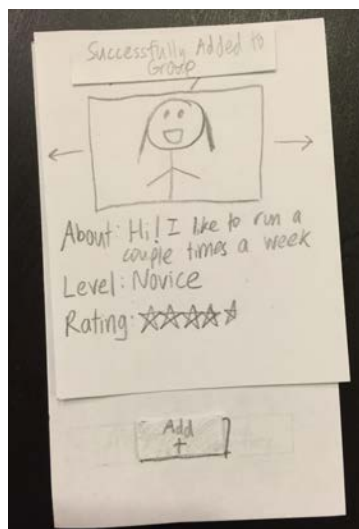 Successfully Added to
Group
About: Hi! I like to run a
couple times a week
Level: Novice
Rating:
Add
+